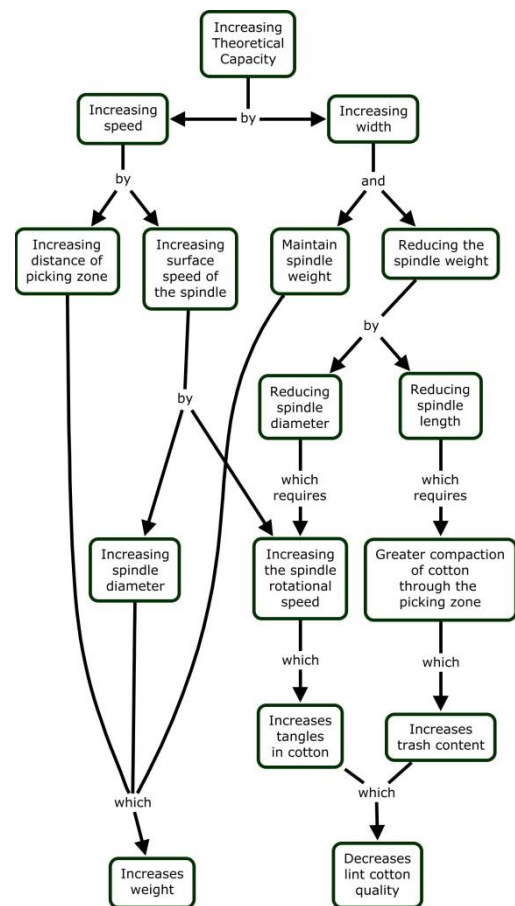 Increasing
Theoretical
Capacity
by
Increasing
speed
Increasing
width
by
and
Increasing
distance of
picking zone
Increasing
surface
speed of
the spindle
Maintain
spindle
weight
Reducing the
spindle weight
by
by
Reducing
spindle
diameter
Reducing
spindle
length
which
requires
which
requires
Increasing
spindle
diameter
Increasing
the spindle
rotational
speed
Greater compaction
of cotton
through the
picking zone
which
which
Increases
tangles
in cotton
Increases
trash content
which
which
Increases
weight
Decreases
lint cotton
quality